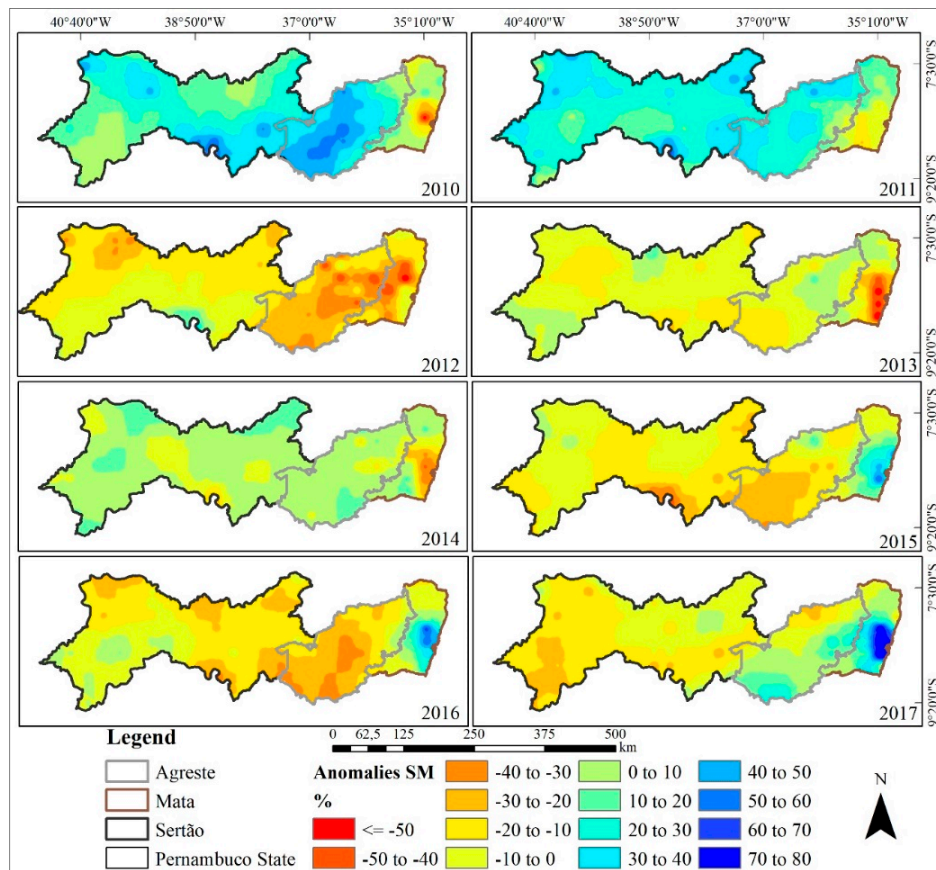 40°40'0"W 38°50'0"W 37°0'0"W 35°10'0"W 40°40'0"W 38°50'0"W 37°0'0"W 35°10'0"W
7°30'0"S
9°20'0"S
2010 2011
7°30'0"S
9°20'0"S
2012 2013
7°30'0"S
9°20'0"S
2014 2015
7°30'0"S
9°20'0"S
2016 2017
Legend
Agreste
Mata
Sertão
Pernambuco State
0 62,5 125 250 375 500
km
Anomalies SM
%
<= -50
-50 to -40
-40 to -30
-30 to -20
-20 to -10
-10 to 0
0 to 10
10 to 20
20 to 30
30 to 40
40 to 50
50 to 60
60 to 70
70 to 80
N